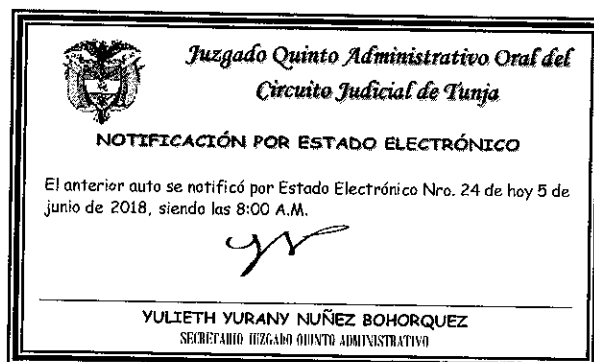 Juzgado Quinto Administrativo Oral del
Circuito Judicial de Tunja
NOTIFICACIÓN POR ESTADO ELECTRÓNICO
El anterior auto se notificó por Estado Electrónico Nro. 24 de hoy 5 de
junio de 2018, siendo las 8:00 A.M.
YULIETH YURANY NUÑEZ BOHORQUEZ
SECRETARIO JUZGADO QUINTO ADMINISTRATIVO